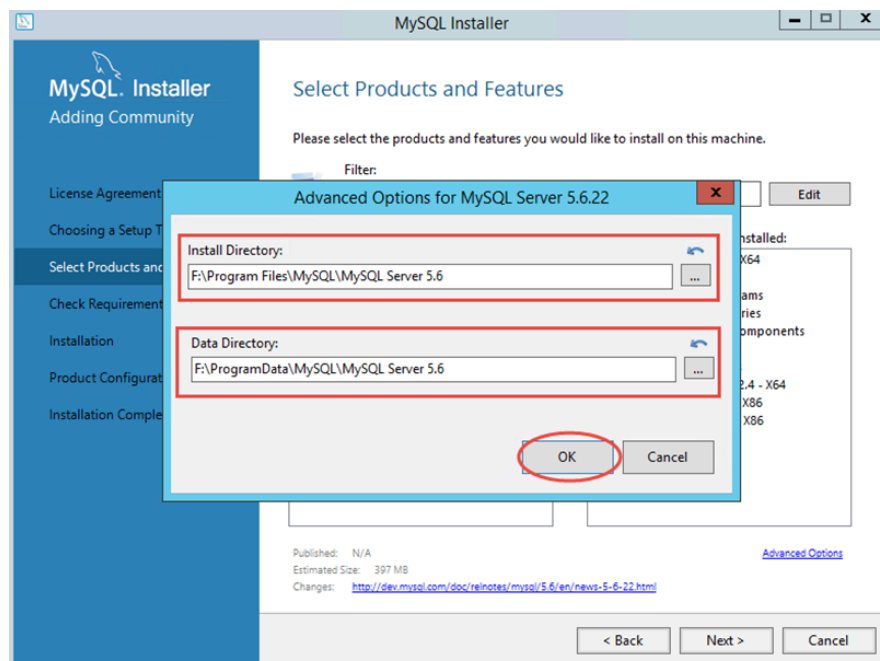 MySQL Installer
MySQL. Installer
Adding Community
License Agreement
Choosing a Setup T
Select Products and
Check Requirement
Installation
Product Configurat
Installation Comple
Select Products and Features
Please select the products and features you would like to install on this machine.
Filter:
Edit
Advanced Options for MySQL Server 5.6.22
Install Directory:
F:\Program Files\MySQL\MySQL Server 5.6
...
Data Directory:
F:\ProgramData\MySQL\MySQL Server 5.6
...
OK
Cancel
nstalled:
X64
ams
ries
omponents
2.4 - X64
X86
X86
Published: N/A
Advanced Options
Estimated Size: 397 MB
Changes: http://dev.mysql.com/doc/relnotes/mysql/5.6/en/news-5-6-22.html
< Back
Next >
Cancel